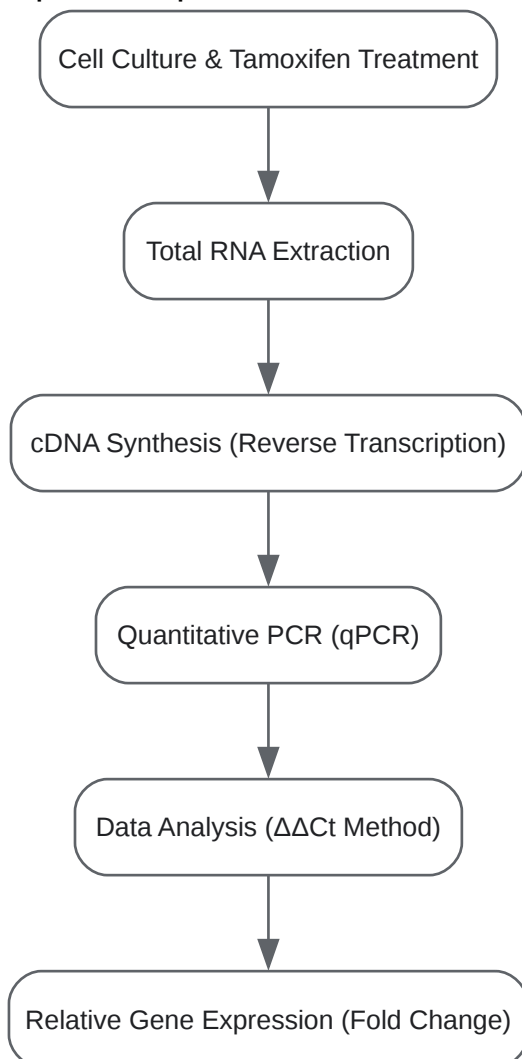 Cell Culture & Tamoxifen Treatment
Total RNA Extraction
cDNA Synthesis (Reverse Transcription)
Quantitative PCR (qPCR)
Data Analysis (ΔΔCt Method)
Relative Gene Expression (Fold Change)